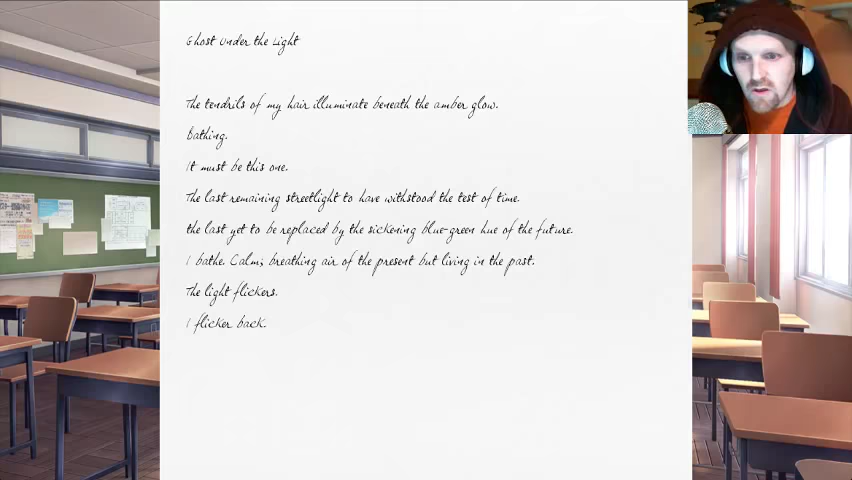 Ghost Under the Light
The tendrils of my hair illuminate beneath the amber glow.
Bathing.
It must be this one.
The last remaining streetlight to have withstood the test of time.
the last yet to be replaced by the sickening blue-green hue of the future.
I bathe. Calm; breathing air of the present but living in the past.
The light flickers.
I flicker back.